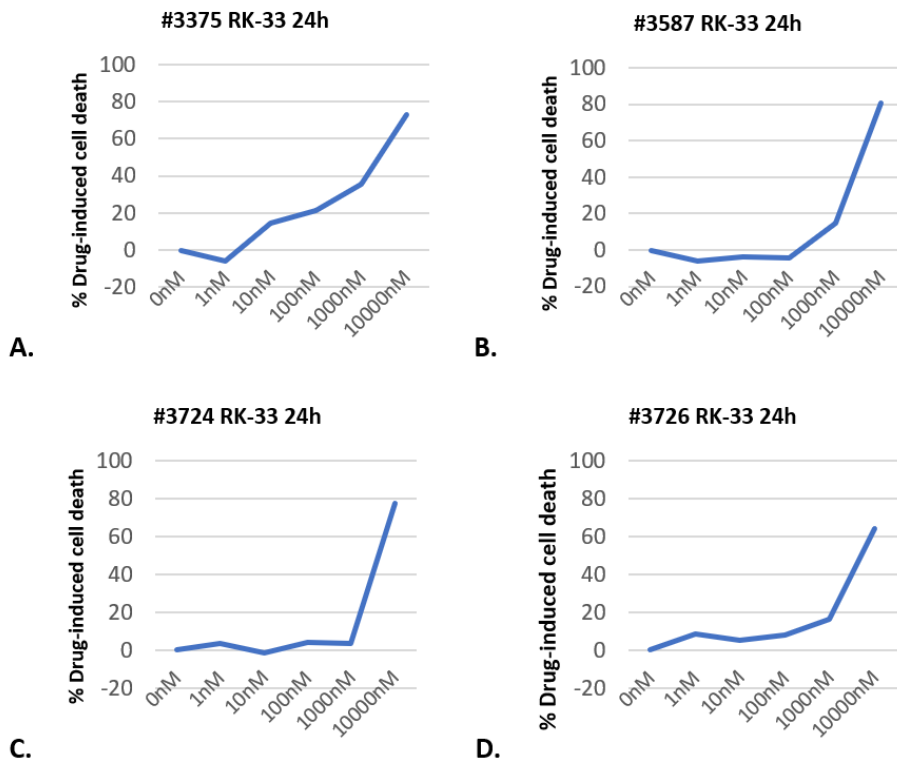 #3375 RK-33 24h
% Drug-induced cell death
100
80
60
40
20
0
-20
0nM
1nM
10nM
100nM
1000nM
10000nM
A.
#3587 RK-33 24h
% Drug-induced cell death
100
80
60
40
20
0
-20
0nM
1nM
10nM
100nM
1000nM
10000nM
B.
#3724 RK-33 24h
% Drug-induced cell death
100
80
60
40
20
0
-20
0nM
1nM
10nM
100nM
1000nM
10000nM
C.
#3726 RK-33 24h
% Drug-induced cell death
100
80
60
40
20
0
-20
0nM
1nM
10nM
100nM
1000nM
10000nM
D.